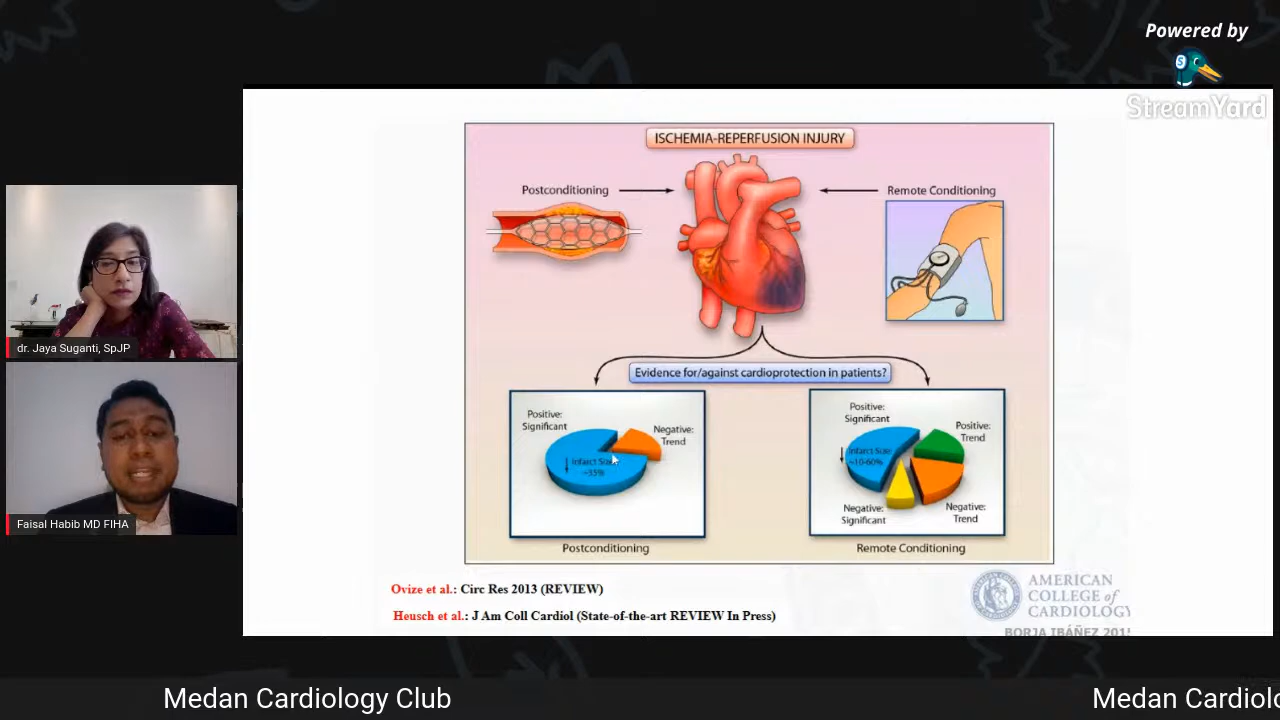 Powered by
StreamYard
ISCHEMIA-REPERFUSION INJURY
Postconditioning
Remote Conditioning
Evidence for/against cardioprotection in patients?
Positive:
Significant
Negative:
Trend
Infarct Size
~35%
Postconditioning
Positive:
Significant
Positive:
Trend
Infarct Size
~10-60%
Negative:
Significant
Negative:
Trend
Remote Conditioning
Ovize et al.: Circ Res 2013 (REVIEW)
Heusch et al.: J Am Coll Cardiol (State-of-the-art REVIEW In Press)
AMERICAN
COLLEGE of
CARDIOLOGY
BORJA IBÁÑEZ 201
dr. Jaya Suganti, SpJP
Faisal Habib MD FIHA
Medan Cardiology Club
Medan Cardiolo